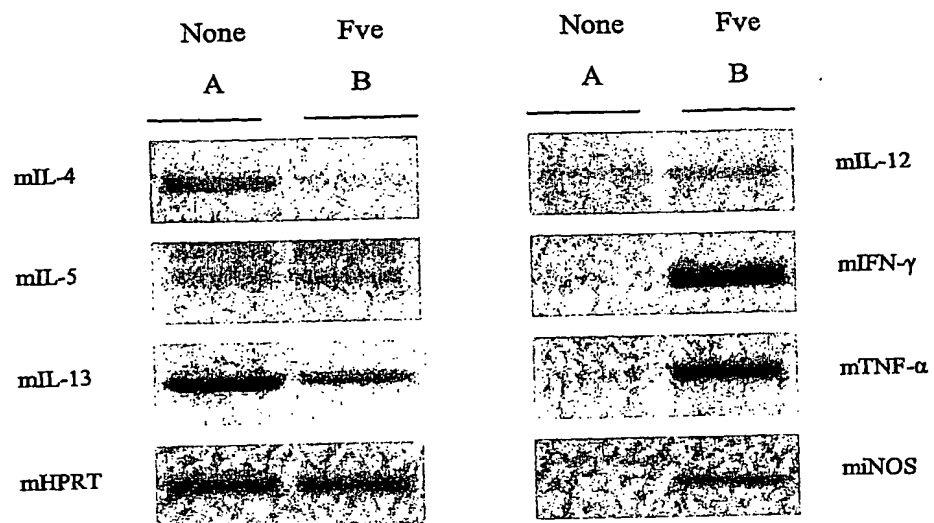 None Fve
A B
mIL-4
mIL-5
mIL-13
mHPRT
None Fve
A B
mIL-12
mIFN-γ
mTNF-α
miNOS